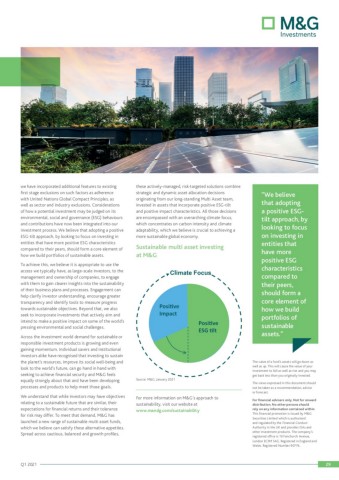 M&G
Investments
we have incorporated additional features to existing
first stage exclusions on such factors as adherence
with United Nations Global Compact Principles, as
well as sector and industry exclusions. Considerations
of how a potential investment may be judged on its
environmental, social and governance (ESG) behaviours
and contributions have now been integrated into our
investment process. We believe that adopting a positive
ESG-tilt approach, by looking to focus on investing in
entities that have more positive ESG characteristics
compared to their peers, should form a core element of
how we build portfolios of sustainable assets.
To achieve this, we believe it is appropriate to use the
access we typically have, as large-scale investors, to the
management and ownership of companies, to engage
with them to gain clearer insights into the sustainability
of their business plans and processes. Engagement can
help clarify investor understanding, encourage greater
transparency and identify tools to measure progress
towards sustainable objectives. Beyond that, we also
seek to incorporate investments that actively aim and
intend to make a positive impact on some of the world's
pressing environmental and social challenges.
Across the investment world demand for sustainable or
responsible investment products is growing and even
gaining momentum. Individual savers and institutional
investors alike have recognised that investing to sustain
the planet's resources, improve its social well-being and
look to the world's future, can go hand in hand with
seeking to achieve financial security and M&G feels
equally strongly about this and have been developing
processes and products to help meet those goals.
We understand that while investors may have objectives
relating to a sustainable future that are similar, their
expectations for financial returns and their tolerance
for risk may differ. To meet that demand, M&G has
launched a new range of sustainable multi asset funds,
which we believe can satisfy these alternative appetites.
Spread across cautious, balanced and growth profiles,
these actively-managed, risk-targeted solutions combine
strategic and dynamic asset allocation decisions
originating from our long-standing Multi Asset team,
invested in assets that incorporate positive ESG-tilt
and positive impact characteristics. All those decisions
are encompassed with an overarching climate focus,
which concentrates on carbon intensity and climate
adaptability, which we believe is crucial to achieving a
more sustainable global economy.
Sustainable multi asset investing
at M&G
Climate Focus
Positive
Impact
Positive
ESG tilt
Source: M&G, January 2021
For more information on M&G's approach to
sustainability, visit our website at
www.mandg.com/sustainability
"We believe
that adopting
a positive ESG-
tilt approach, by
looking to focus
on investing in
entities that
have more
positive ESG
characteristics
compared to
their peers,
should form a
core element of
how we build
portfolios of
sustainable
assets."
The value of a fund's assets will go down as
well as up. This will cause the value of your
investment to fall as well as rise and you may
get back less than you originally invested.
The views expressed in this document should
not be taken as a recommendation, advice
or forecast.
For financial advisers only. Not for onward
distribution. No other persons should
rely on any information contained within.
This financial promotion is issued by M&G
Securities Limited which is authorised
and regulated by the Financial Conduct
Authority in the UK and provides ISAs and
other investment products. The company's
registered office is 10 Fenchurch Avenue,
London EC3M 5AG. Registered in England and
Wales. Registered Number
Q1 2021